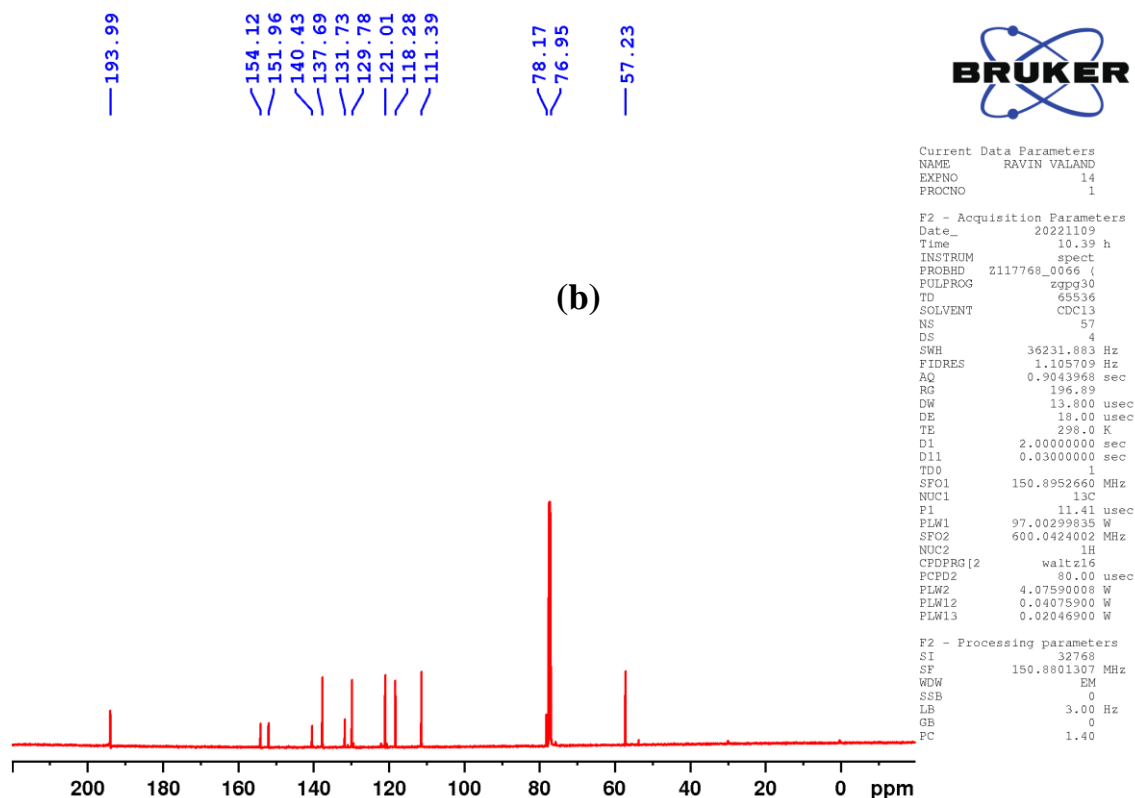 193.99
154.12
151.96
140.43
137.69
131.73
129.78
121.01
118.28
111.39
78.17
76.95
57.23
BRUKER
(b)
Current Data Parameters
NAME RAVIN VALAND
EXPNO 14
PROCNO 1
F2 - Acquisition Parameters
Date_ 20221109
Time 10.39 h
INSTRUM spect
PROBHD Z117768_0066 (
PULPROG zgpg30
TD 65536
SOLVENT CDCl3
NS 57
DS 4
SWH 36231.883 Hz
FIDRES 1.105709 Hz
AQ 0.9043968 sec
RG 196.89
DW 13.800 usec
DE 18.00 usec
TE 298.0 K
D1 2.00000000 sec
D11 0.03000000 sec
TD0 1
SFO1 150.8952660 MHz
NUC1 13C
P1 11.41 usec
PLW1 97.00299835 W
SFO2 600.0424002 MHz
NUC2 1H
CPDPRG[2 waltz16
PCPD2 80.00 usec
PLW2 4.07590008 W
PLW12 0.04075900 W
PLW13 0.02046900 W
F2 - Processing parameters
SI 32768
SF 150.8801307 MHz
WDW EM
SSB 0
LB 3.00 Hz
GB 0
PC 1.40
200 180 160 140 120 100 80 60 40 20 0 ppm